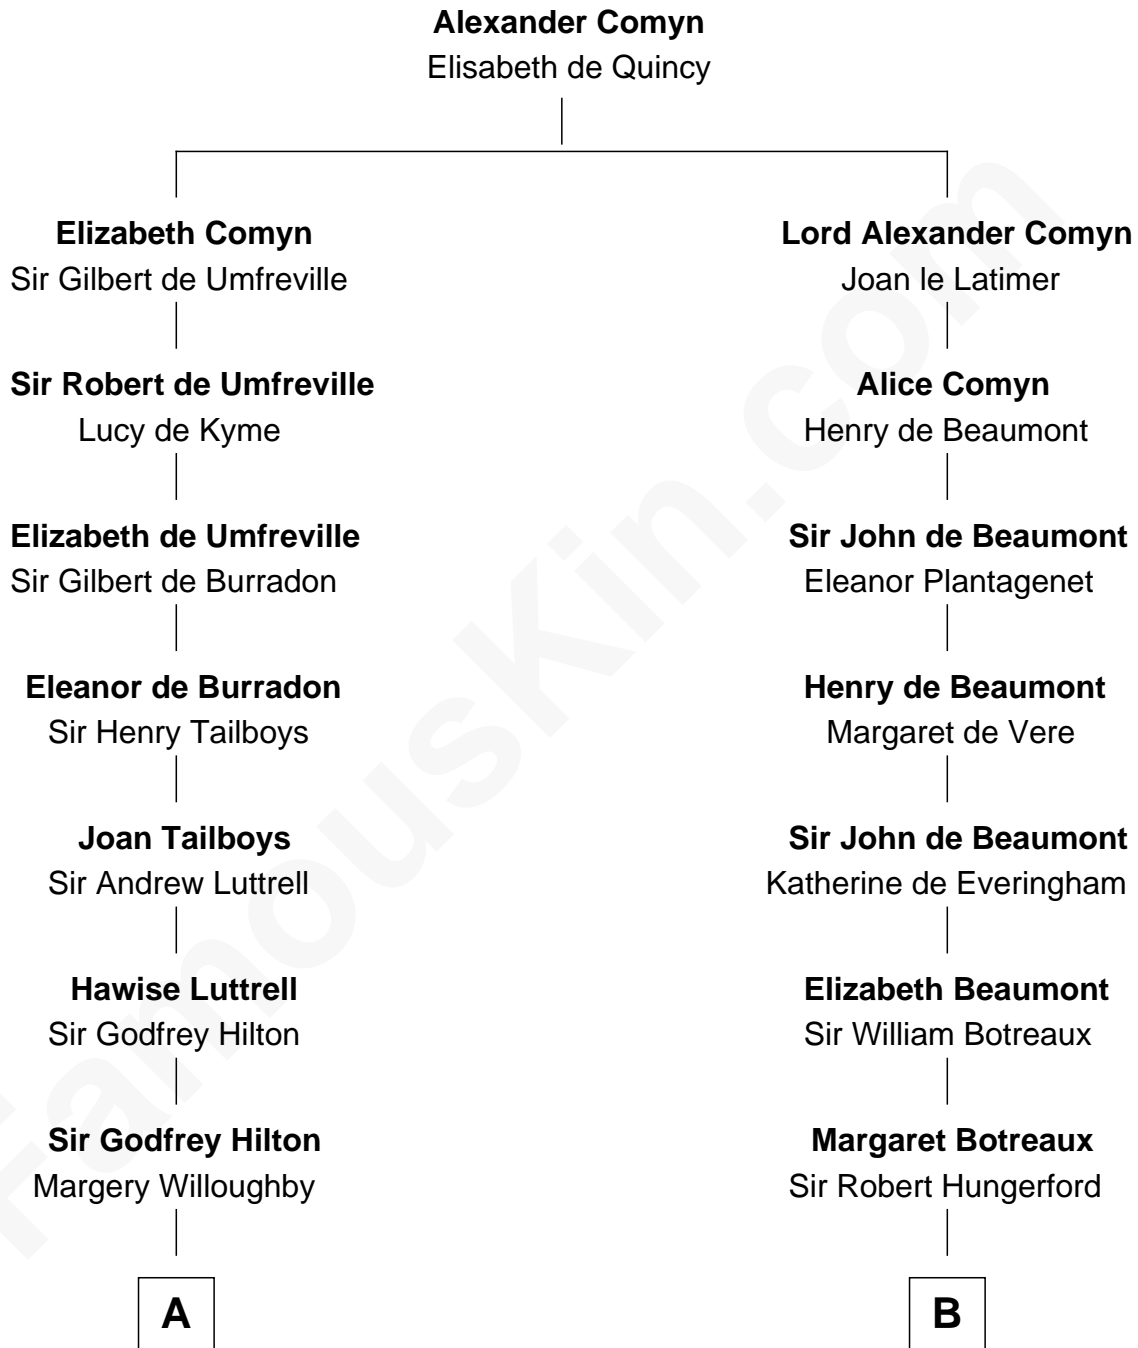 Alexander Comyn
Elisabeth de Quincy
Elizabeth Comyn
Sir Gilbert de Umfreville
Lord Alexander Comyn
Joan le Latimer
Sir Robert de Umfreville
Lucy de Kyme
Alice Comyn
Henry de Beaumont
Elizabeth de Umfreville
Sir Gilbert de Burradon
Sir John de Beaumont
Eleanor Plantagenet
Eleanor de Burradon
Sir Henry Tailboys
Henry de Beaumont
Margaret de Vere
Joan Tailboys
Sir Andrew Luttrell
Sir John de Beaumont
Katherine de Everingham
Hawise Luttrell
Sir Godfrey Hilton
Elizabeth Beaumont
Sir William Botreaux
Sir Godfrey Hilton
Margery Willoughby
Margaret Botreaux
Sir Robert Hungerford
A
B
FamousKin.com